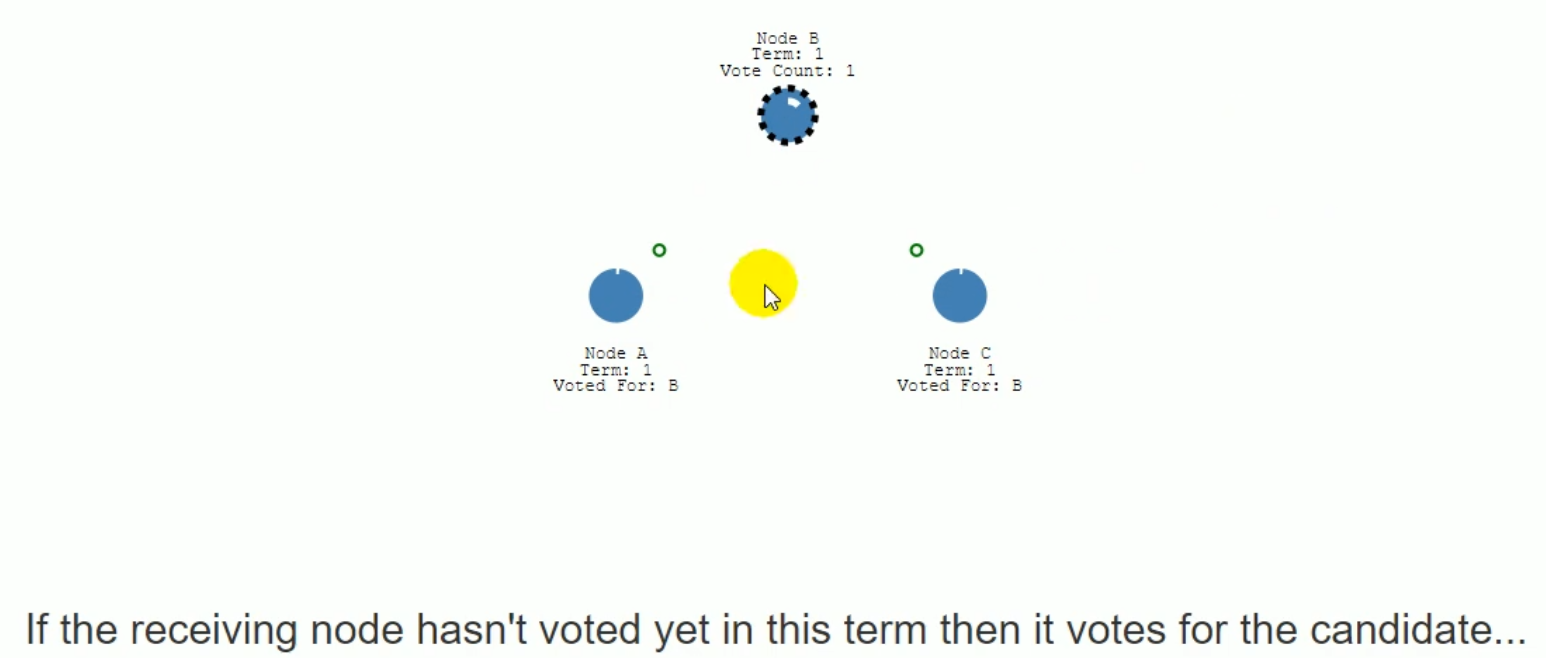 Node B
Term: 1
Vote Count: 1
Node A
Term: 1
Voted For: B
Node C
Term: 1
Voted For: B
If the receiving node hasn't voted yet in this term then it votes for the candidate...